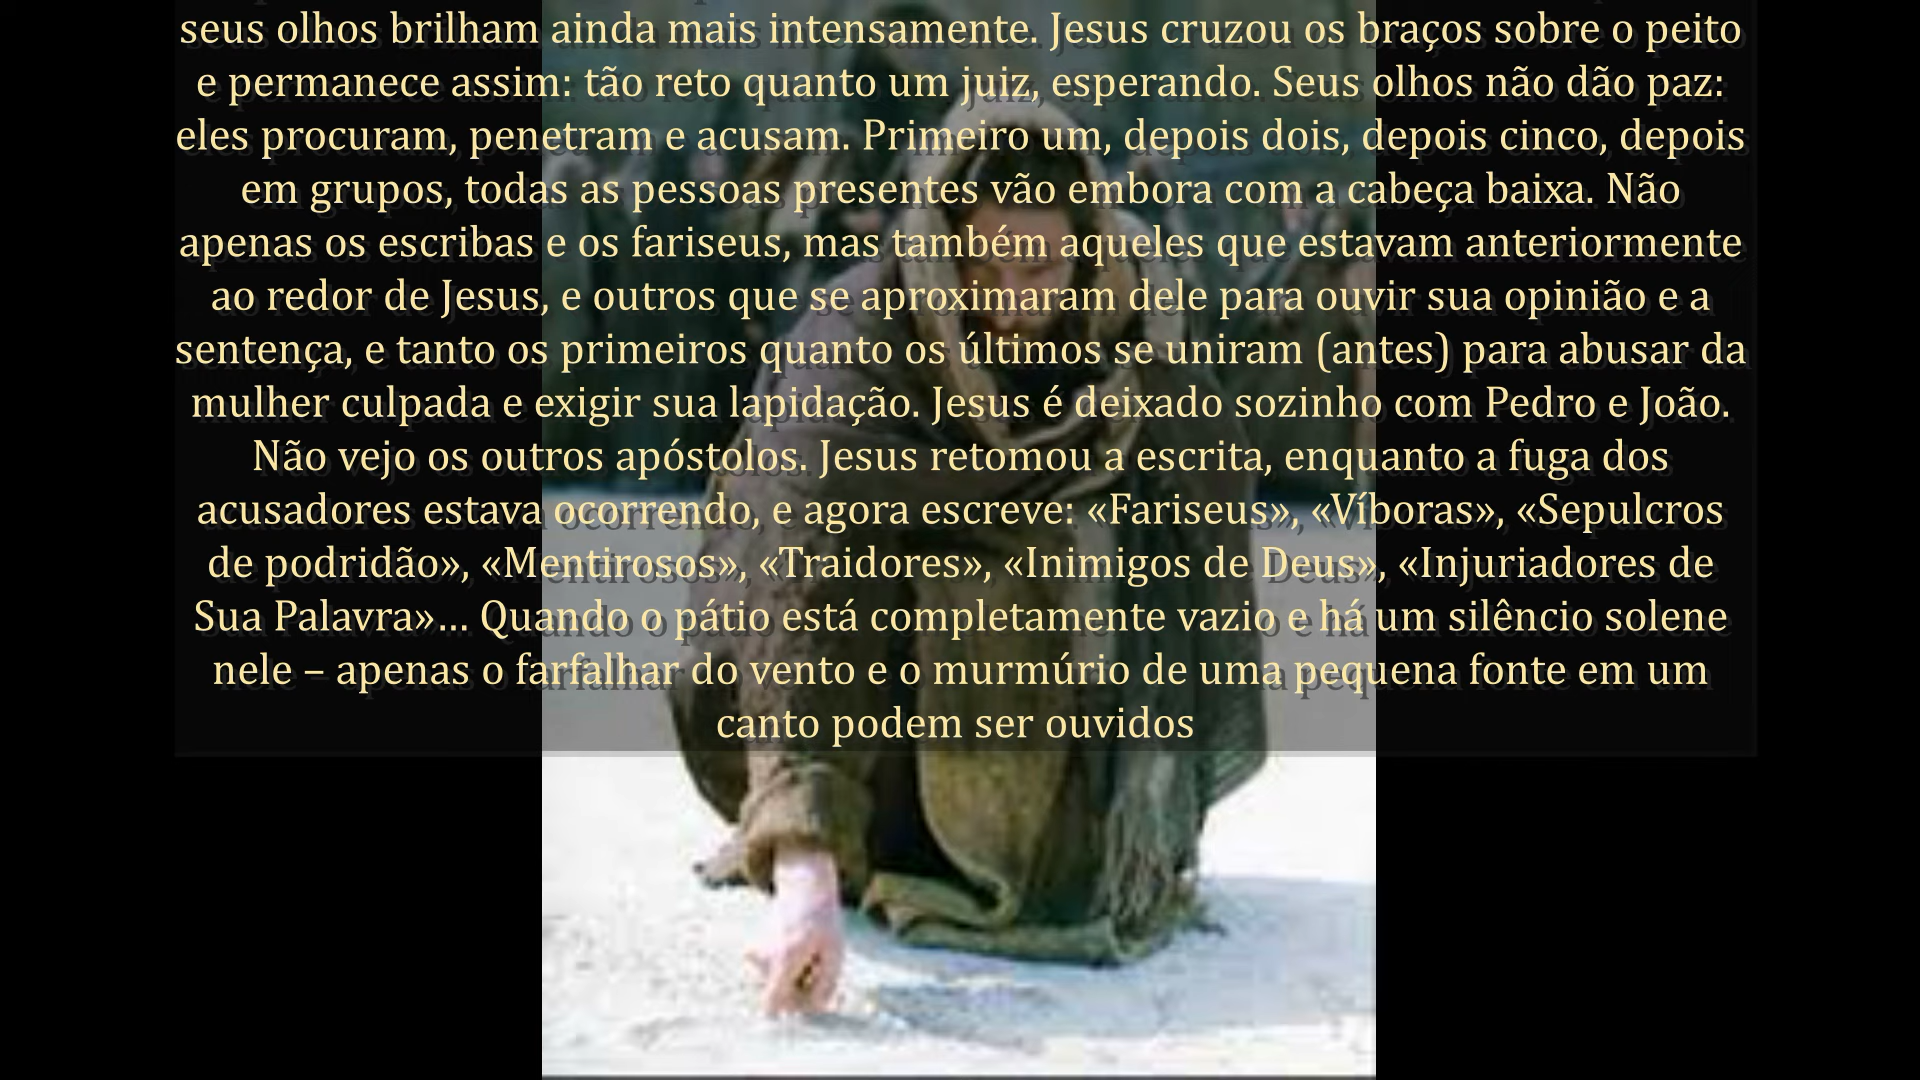 seus olhos brilham ainda mais intensamente. Jesus cruzou os braços sobre o peito
e permanece assim: tão reto quanto um juiz, esperando. Seus olhos não dão paz:
eles procuram, penetram e acusam. Primeiro um, depois dois, depois cinco, depois
em grupos, todas as pessoas presentes vão embora com a cabeça baixa. Não
apenas os escribas e os fariseus, mas também aqueles que estavam anteriormente
ao redor de Jesus, e outros que se aproximaram dele para ouvir sua opinião e a
sentença, e tanto os primeiros quanto os últimos se uniram (antes) para abusar da
mulher culpada e exigir sua lapidação. Jesus é deixado sozinho com Pedro e João.
Não vejo os outros apóstolos. Jesus retomou a escrita, enquanto a fuga dos
acusadores estava ocorrendo, e agora escreve: «Fariseus», «Víboras», «Sepulcros
de podridão», «Mentirosos», «Traidores», «Inimigos de Deus», «Injuriadores de
Sua Palavra»… Quando o pátio está completamente vazio e há um silêncio solene
nele – apenas o farfalhar do vento e o murmúrio de uma pequena fonte em um
canto podem ser ouvidos